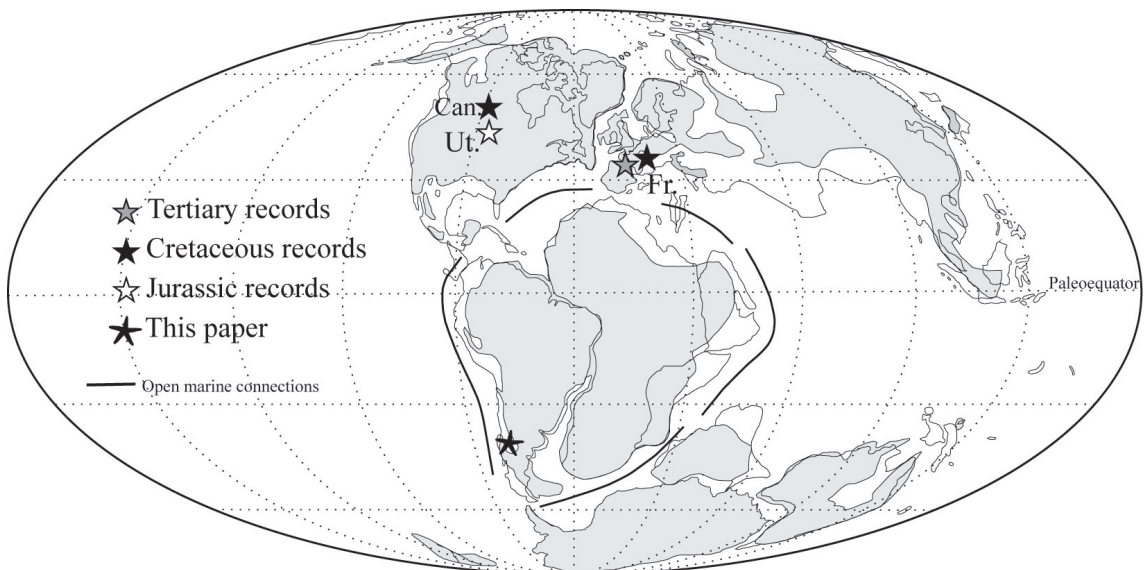 Can.
Ut.
Fr.
Tertiary records
Cretaceous records
Jurassic records
This paper
Open marine connections
Paleoequator